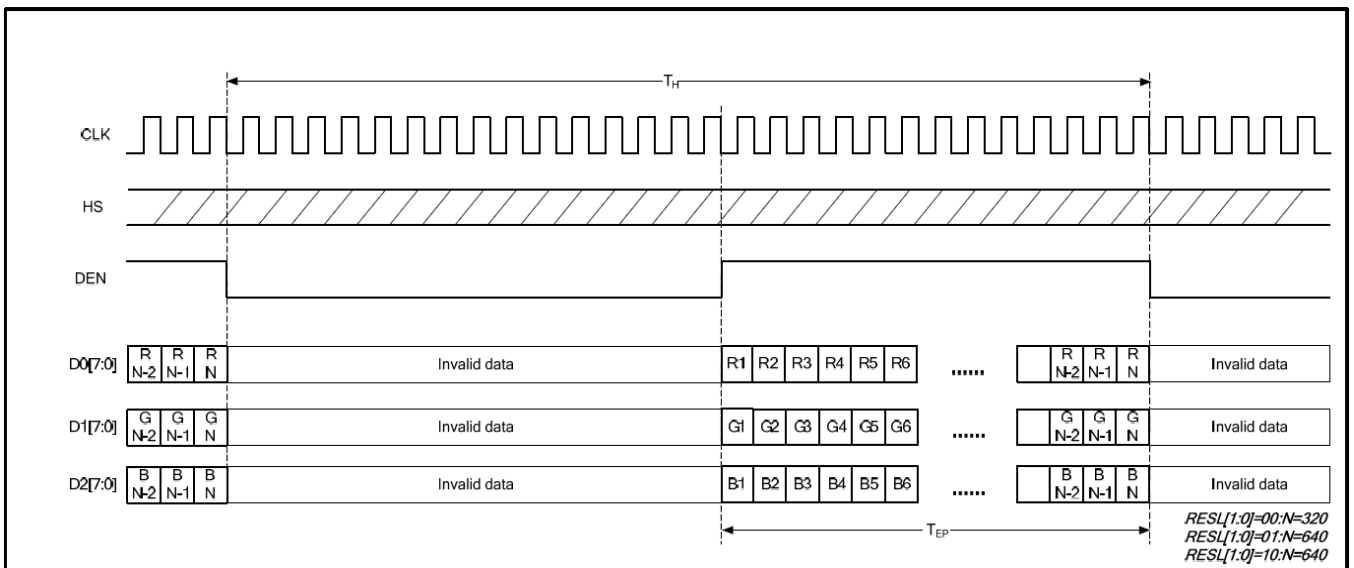 TH
CLK
HS
DEN
D0[7:0] R N-2 R N-1 R N Invalid data R1 R2 R3 R4 R5 R6 ...... R N-2 R N-1 R N Invalid data
D1[7:0] G N-2 G N-1 G N Invalid data G1 G2 G3 G4 G5 G6 ...... G N-2 G N-1 G N Invalid data
D2[7:0] B N-2 B N-1 B N Invalid data B1 B2 B3 B4 B5 B6 ...... B N-2 B N-1 B N Invalid data
TEP
RESL[1:0]=00:N=320
RESL[1:0]=01:N=640
RESL[1:0]=10:N=640